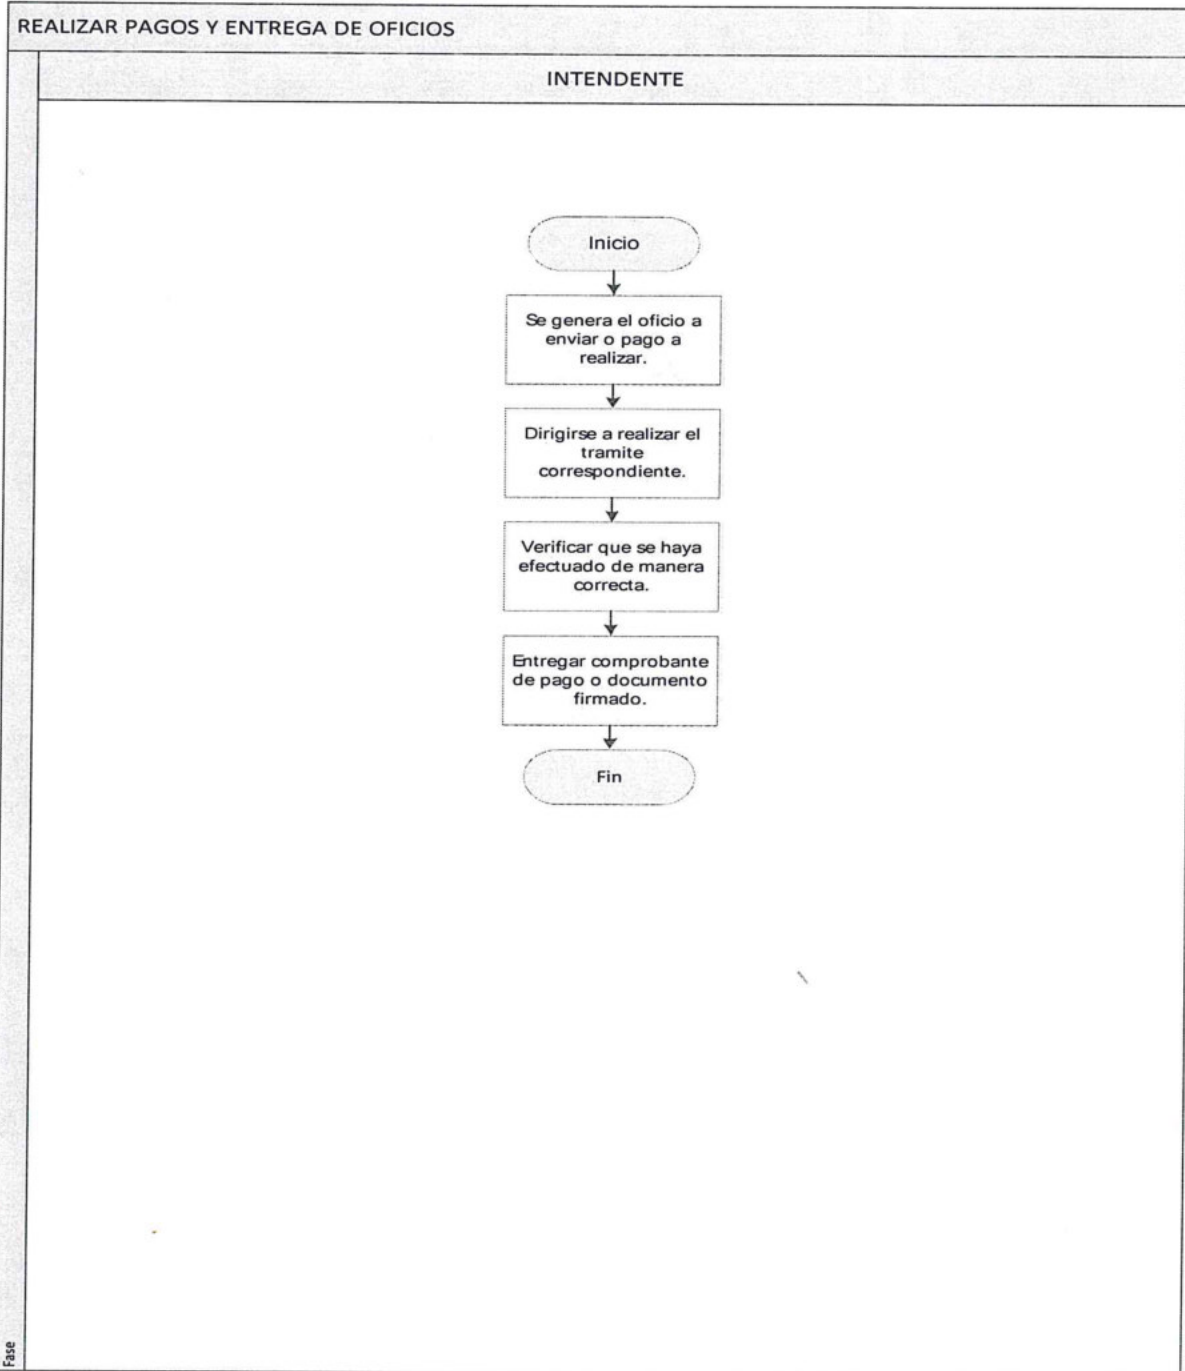 REALIZAR PAGOS Y ENTREGA DE OFICIOS
INTENDENTE
Inicio
Se genera el oficio a
enviar o pago a
realizar.
Dirigirse a realizar el
tramite
correspondiente.
Verificar que se haya
efectuado de manera
correcta.
Entregar comprobante
de pago o documento
firmado.
Fin
Fase